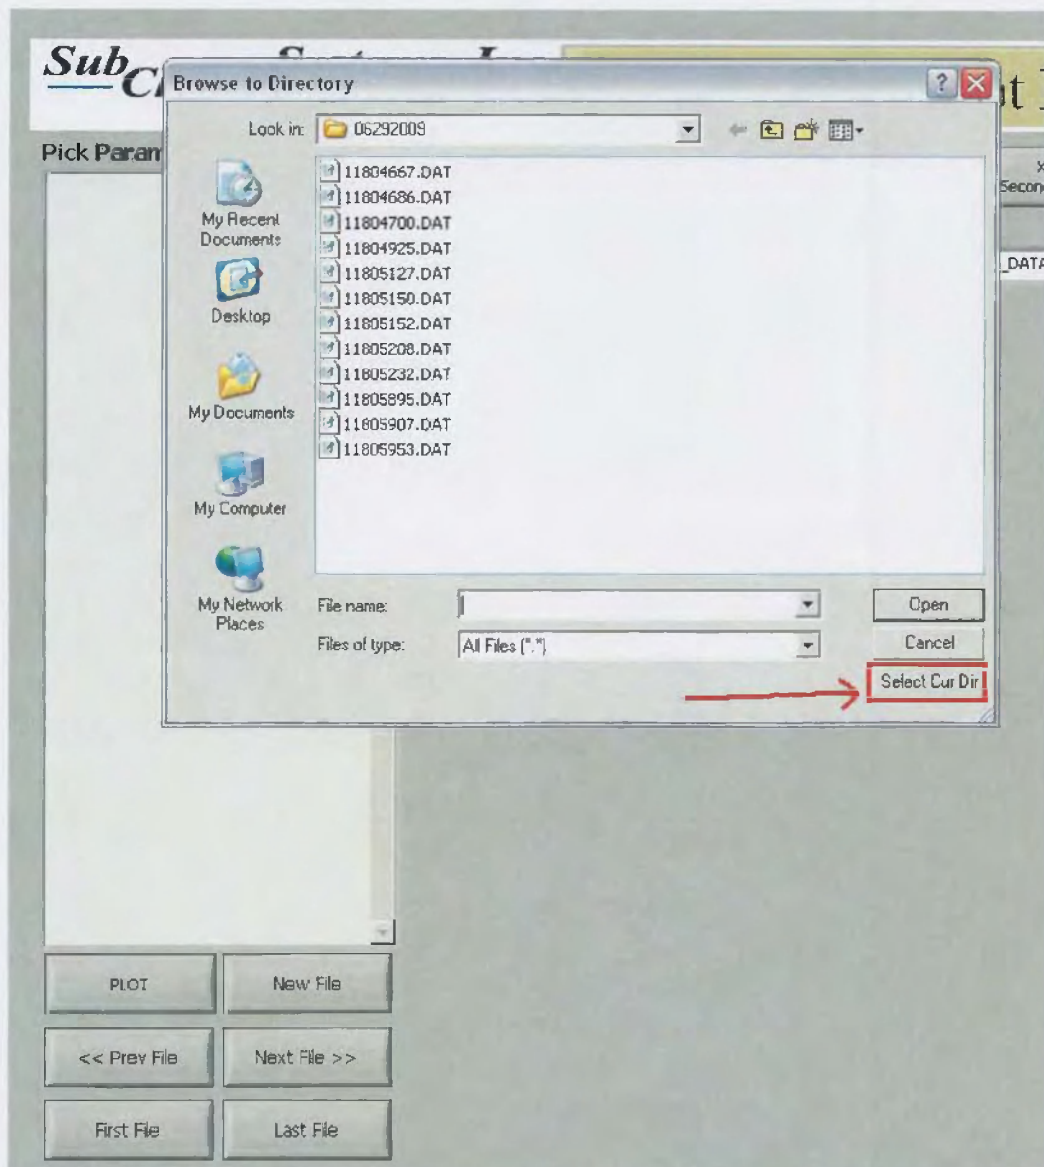 Sub
Browse to Directory
Look in:
06292009
Pick Param
Secon
_DATA
11804667.DAT
11804686.DAT
11804700.DAT
11804925.DAT
11805127.DAT
11805150.DAT
11805152.DAT
11805208.DAT
11805232.DAT
11805895.DAT
11805907.DAT
11805953.DAT
My Recent
Documents
Desktop
My Documents
My Computer
My Network
Places
File name:
Open
Files of type:
All Files (*.*)
Cancel
Select Cur Dir
PLOT
New File
<< Prev File
Next File >>
First File
Last File